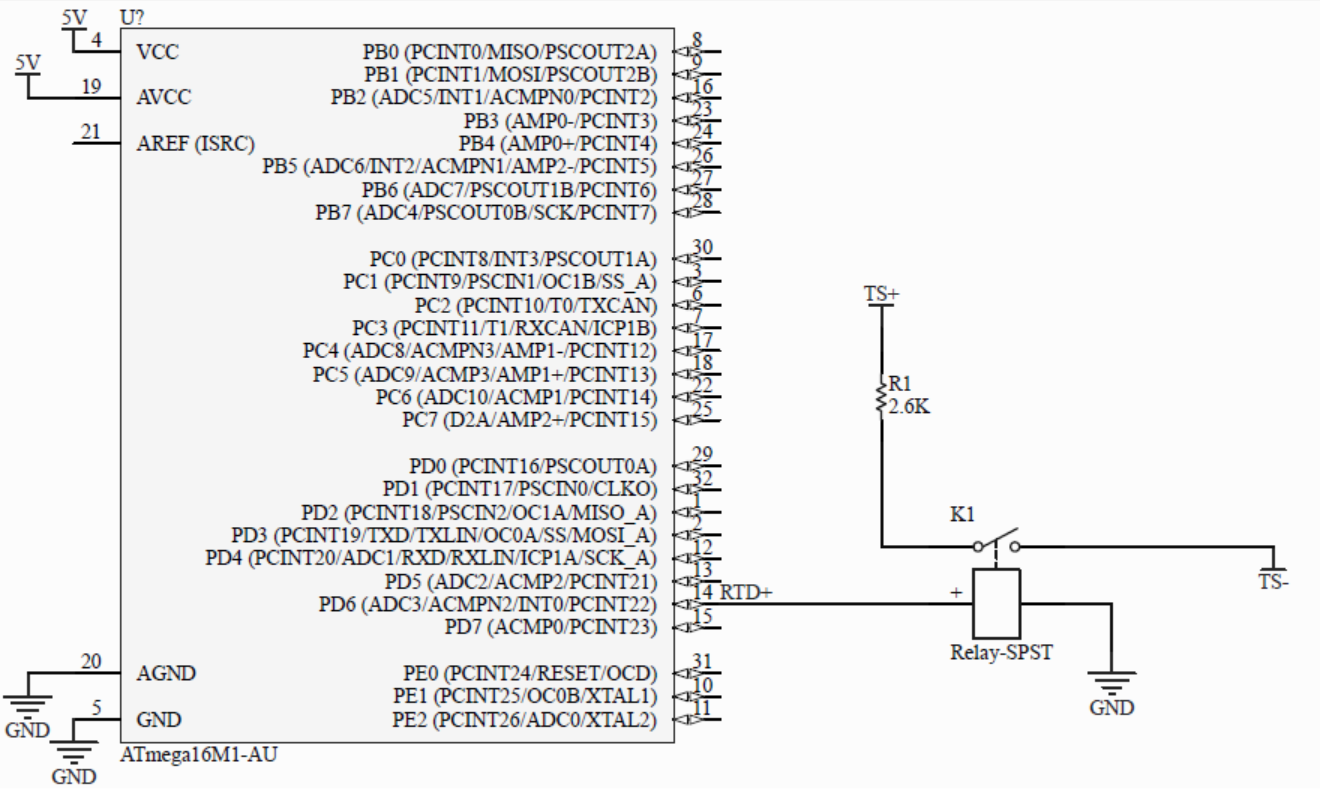 5V
U?
4
VCC
PB0 (PCINT0/MISO/PSCOUT2A)
8
5V
PB1 (PCINT1/MOSI/PSCOUT2B)
9
19
AVCC
PB2 (ADC5/INT1/ACMPN0/PCINT2)
16
PB3 (AMP0-/PCINT3)
23
21
AREF (ISRC)
PB4 (AMP0+/PCINT4)
24
PB5 (ADC6/INT2/ACMPN1/AMP2-/PCINT5)
26
PB6 (ADC7/PSCOUT1B/PCINT6)
27
PB7 (ADC4/PSCOUT0B/SCK/PCINT7)
28
PC0 (PCINT8/INT3/PSCOUT1A)
30
PC1 (PCINT9/PSCIN1/OC1B/SS_A)
3
PC2 (PCINT10/T0/TXCAN)
6
PC3 (PCINT11/T1/RXCAN/ICP1B)
7
PC4 (ADC8/ACMPN3/AMP1-/PCINT12)
17
PC5 (ADC9/ACMP3/AMP1+/PCINT13)
18
PC6 (ADC10/ACMP1/PCINT14)
22
PC7 (D2A/AMP2+/PCINT15)
25
PD0 (PCINT16/PSCOUT0A)
29
PD1 (PCINT17/PSCIN0/CLKO)
32
PD2 (PCINT18/PSCIN2/OC1A/MISO_A)
1
PD3 (PCINT19/TXD/TXLIN/OC0A/SS/MOSI_A)
2
PD4 (PCINT20/ADC1/RXD/RXLIN/ICP1A/SCK_A)
12
PD5 (ADC2/ACMP2/PCINT21)
13
PD6 (ADC3/ACMPN2/INT0/PCINT22)
14 RTD+
PD7 (ACMP0/PCINT23)
15
20
AGND
PE0 (PCINT24/RESET/OCD)
31
PE1 (PCINT25/OC0B/XTAL1)
10
5
GND
PE2 (PCINT26/ADC0/XTAL2)
11
GND
GND
ATmega16M1-AU
TS+
R1
2.6K
K1
TS-
+
Relay-SPST
GND